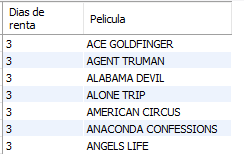 Dias de renta Pelicula
3 ACE GOLDFINGER
3 AGENT TRUMAN
3 ALABAMA DEVIL
3 ALONE TRIP
3 AMERICAN CIRCUS
3 ANACONDA CONFESSIONS
3 ANGELS LIFE